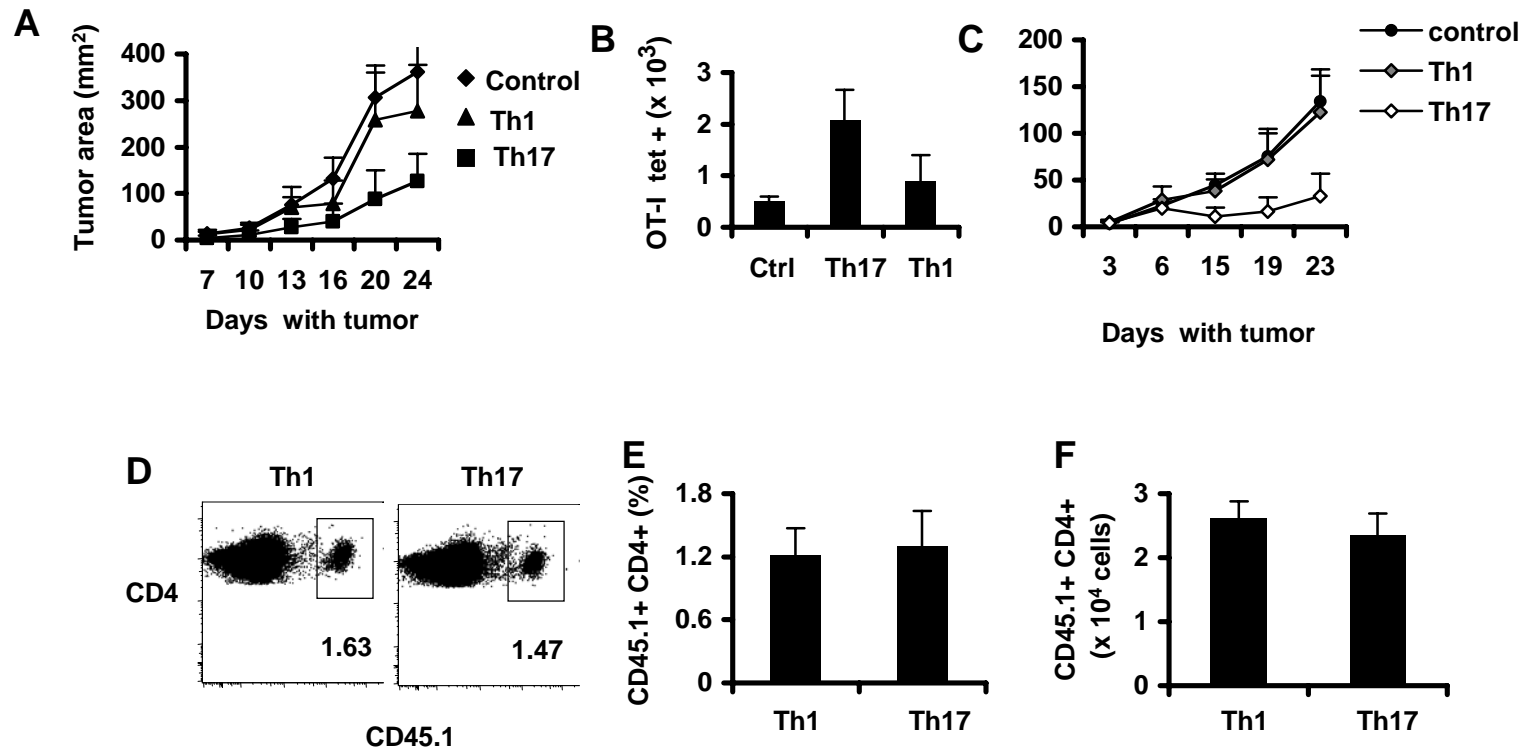 A
Tumor area (mm²)
400
300
200
100
0
7 10 13 16 20 24
Days with tumor
Control
Th1
Th17
B
OT-I tet + (x 10³)
3
2
1
0
Ctrl Th17 Th1
C
200
150
100
50
0
3 6 15 19 23
Days with tumor
control
Th1
Th17
D
Th1 Th17
CD4
1.63 1.47
CD45.1
E
CD45.1+ CD4+ (%)
1.8
1.2
0.6
0
Th1 Th17
F
CD45.1+ CD4+
(x 10⁴ cells)
3
2
1
0
Th1 Th17